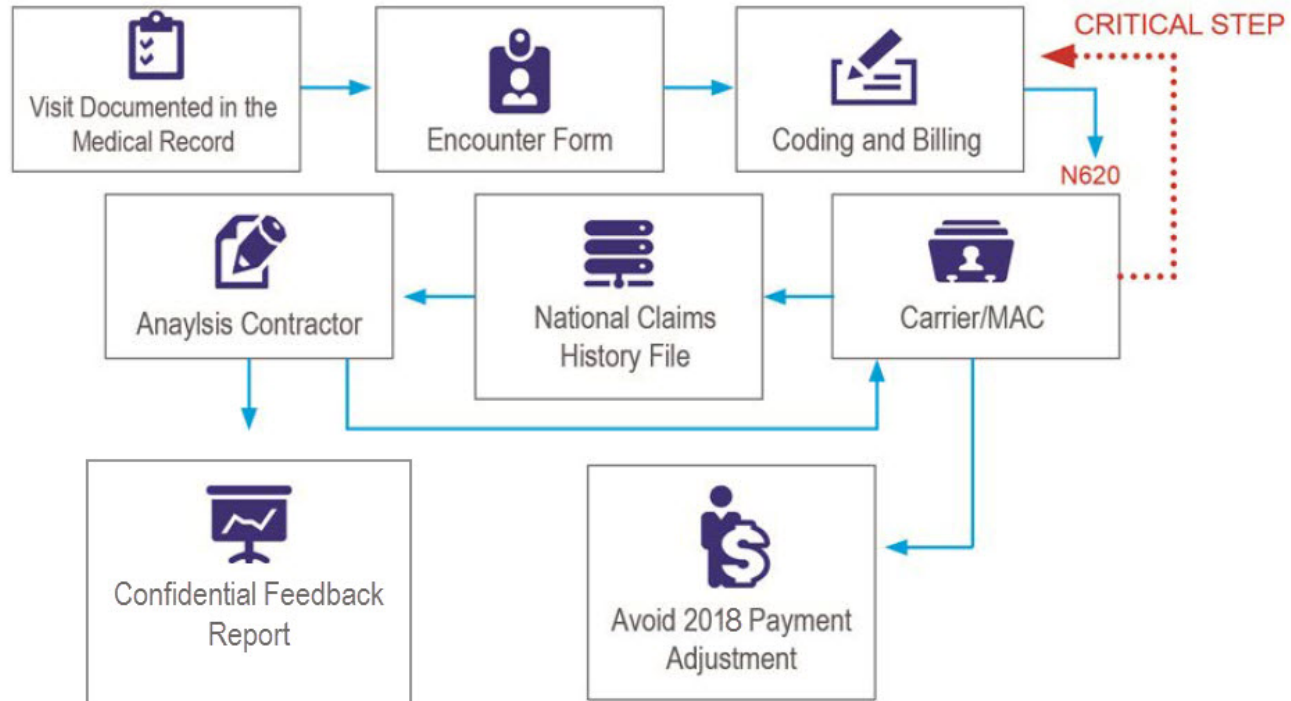 CRITICAL STEP
Visit Documented in the
Medical Record
Encounter Form
Coding and Billing
N620
Anaylsis Contractor
National Claims
History File
Carrier/MAC
Confidential Feedback
Report
Avoid 2018 Payment
Adjustment